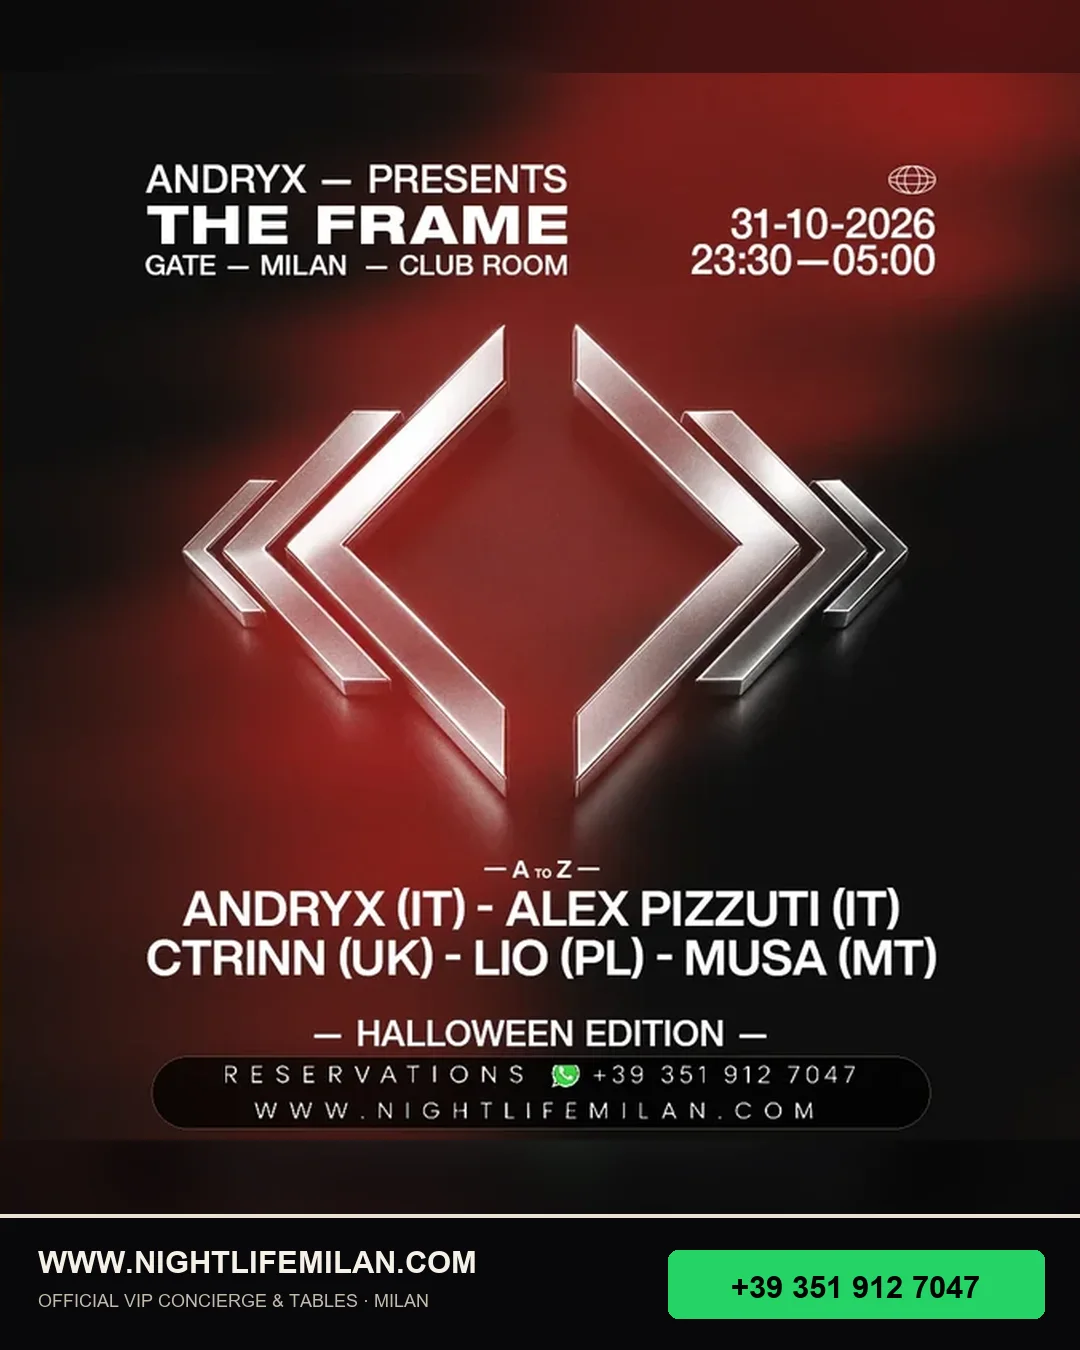 ANDRYX — PRESENTS
THE FRAME
GATE — MILAN — CLUB ROOM
31-10-2026
23:30—05:00
— A TO Z —
ANDRYX (IT) - ALEX PIZZUTI (IT)
CTRINN (UK) - LIO (PL) - MUSA (MT)
— HALLOWEEN EDITION —
RESERVATIONS +39 351 912 7047
WWW.NIGHTLIFEMILAN.COM
WWW.NIGHTLIFEMILAN.COM
OFFICIAL VIP CONCIERGE & TABLES · MILAN
+39 351 912 7047